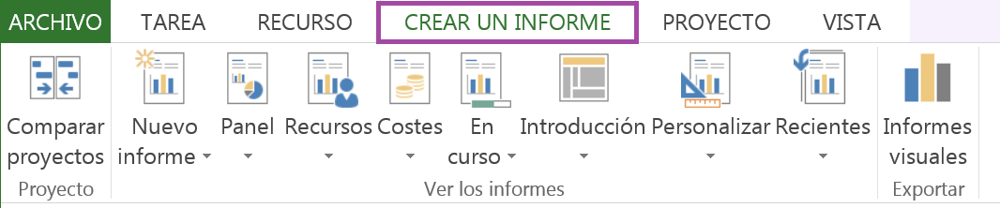 ARCHIVO TAREA RECURSO CREAR UN INFORME PROYECTO VISTA
Comparar proyectos
Nuevo informe
Panel
Recursos
Costes
En curso
Introducción
Personalizar
Recientes
Informes visuales
Proyecto Ver los informes Exportar